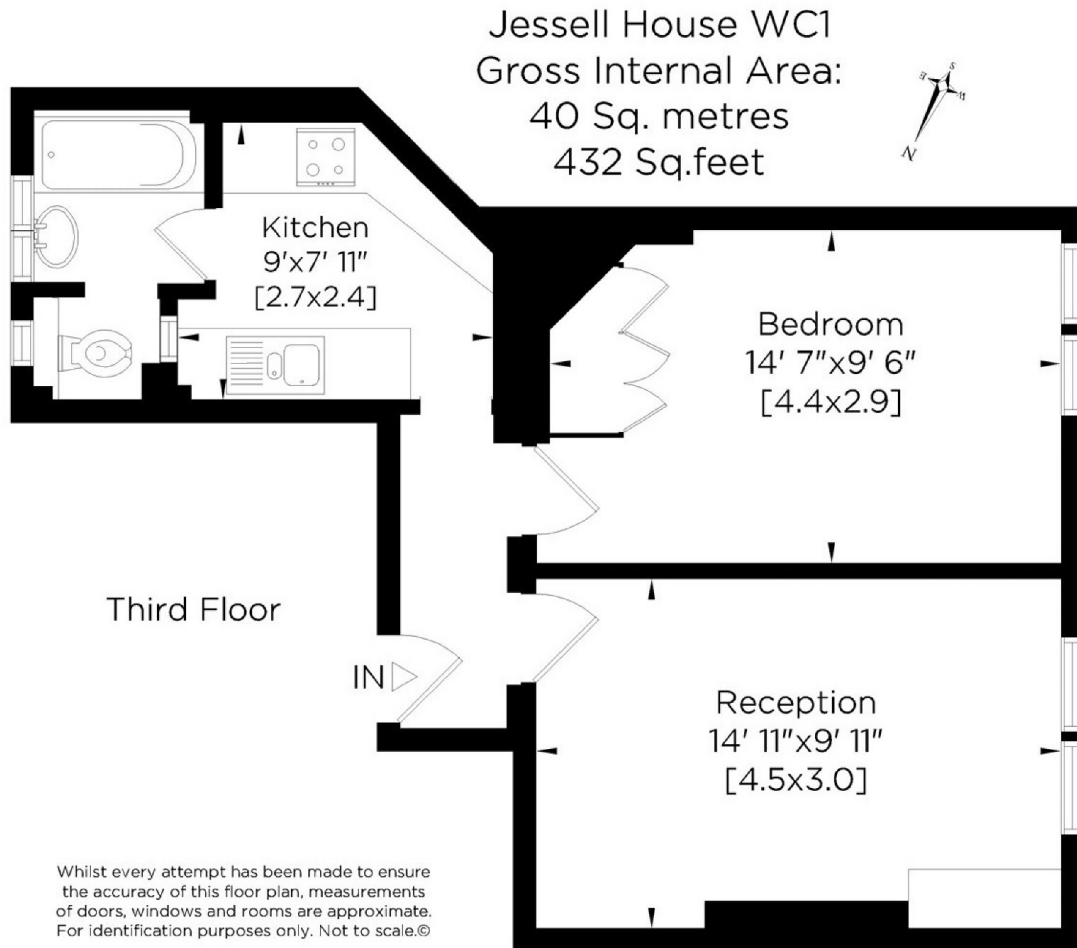 Jessell House WC1
Gross Internal Area:
40 Sq. metres
432 Sq.feet
S
E
W
N
Kitchen
9'x7' 11"
[2.7x2.4]
Bedroom
14' 7"x9' 6"
[4.4x2.9]
Third Floor
IN
Reception
14' 11"x9' 11"
[4.5x3.0]
Whilst every attempt has been made to ensure
the accuracy of this floor plan, measurements
of doors, windows and rooms are approximate.
For identification purposes only. Not to scale.©